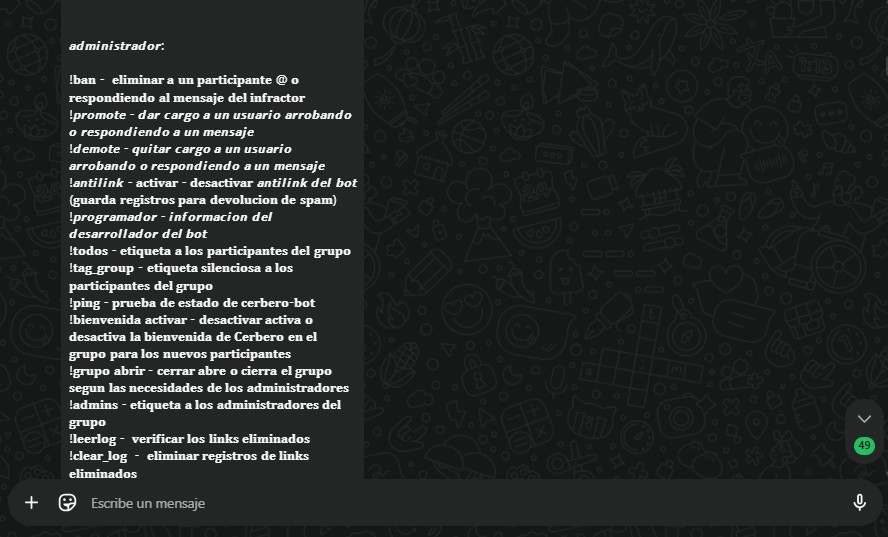 administrador:
!ban -  eliminar a un participante @ o
respondiendo al mensaje del infractor
!promote - dar cargo a un usuario arrobando
o respondiendo a un mensaje
!demote - quitar cargo a un usuario
arrobando o respondiendo a un mensaje
!antilink - activar - desactivar antilink del bot
(guarda registros para devolucion de spam)
!programador - informacion del
desarrollador del bot
!todos - etiqueta a los participantes del grupo
!tag_group - etiqueta silenciosa a los
participantes del grupo
!ping - prueba de estado de cerbero-bot
!bienvenida activar - desactivar activa o
desactiva la bienvenida de Cerbero en el
grupo para los nuevos participantes
!grupo abrir - cerrar abre o cierra el grupo
segun las necesidades de los administradores
!admins - etiqueta a los administradores del
grupo
!leerlog -  verificar los links eliminados
!clear_log  -  eliminar registros de links
eliminados
49
Escribe un mensaje